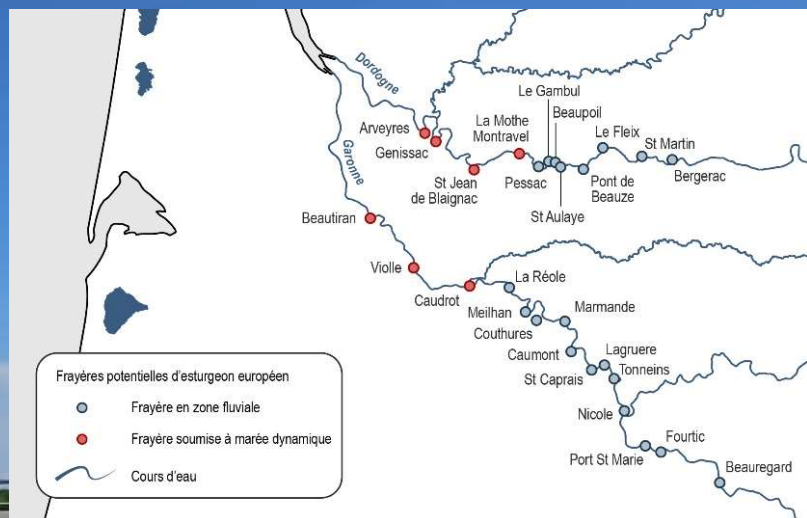 Dordogne
Garonne
Arveyres
Genissac
St Jean
de Blaignac
La Mothe
Montravel
Le Gambul
Beaupoil
Pessac
St Aulaye
Pont de
Beauze
Le Fleix
St Martin
Bergerac
Beautiran
Violle
Caudrot
La Réole
Meilhan
Couthures
Marmande
Caumont
St Caprais
Lagruere
Tonneins
Nicole
Port St Marie
Fourtic
Beauregard
Frayères potentielles d'esturgeon européen
Frayère en zone fluviale
Frayère soumise à marée dynamique
Cours d'eau